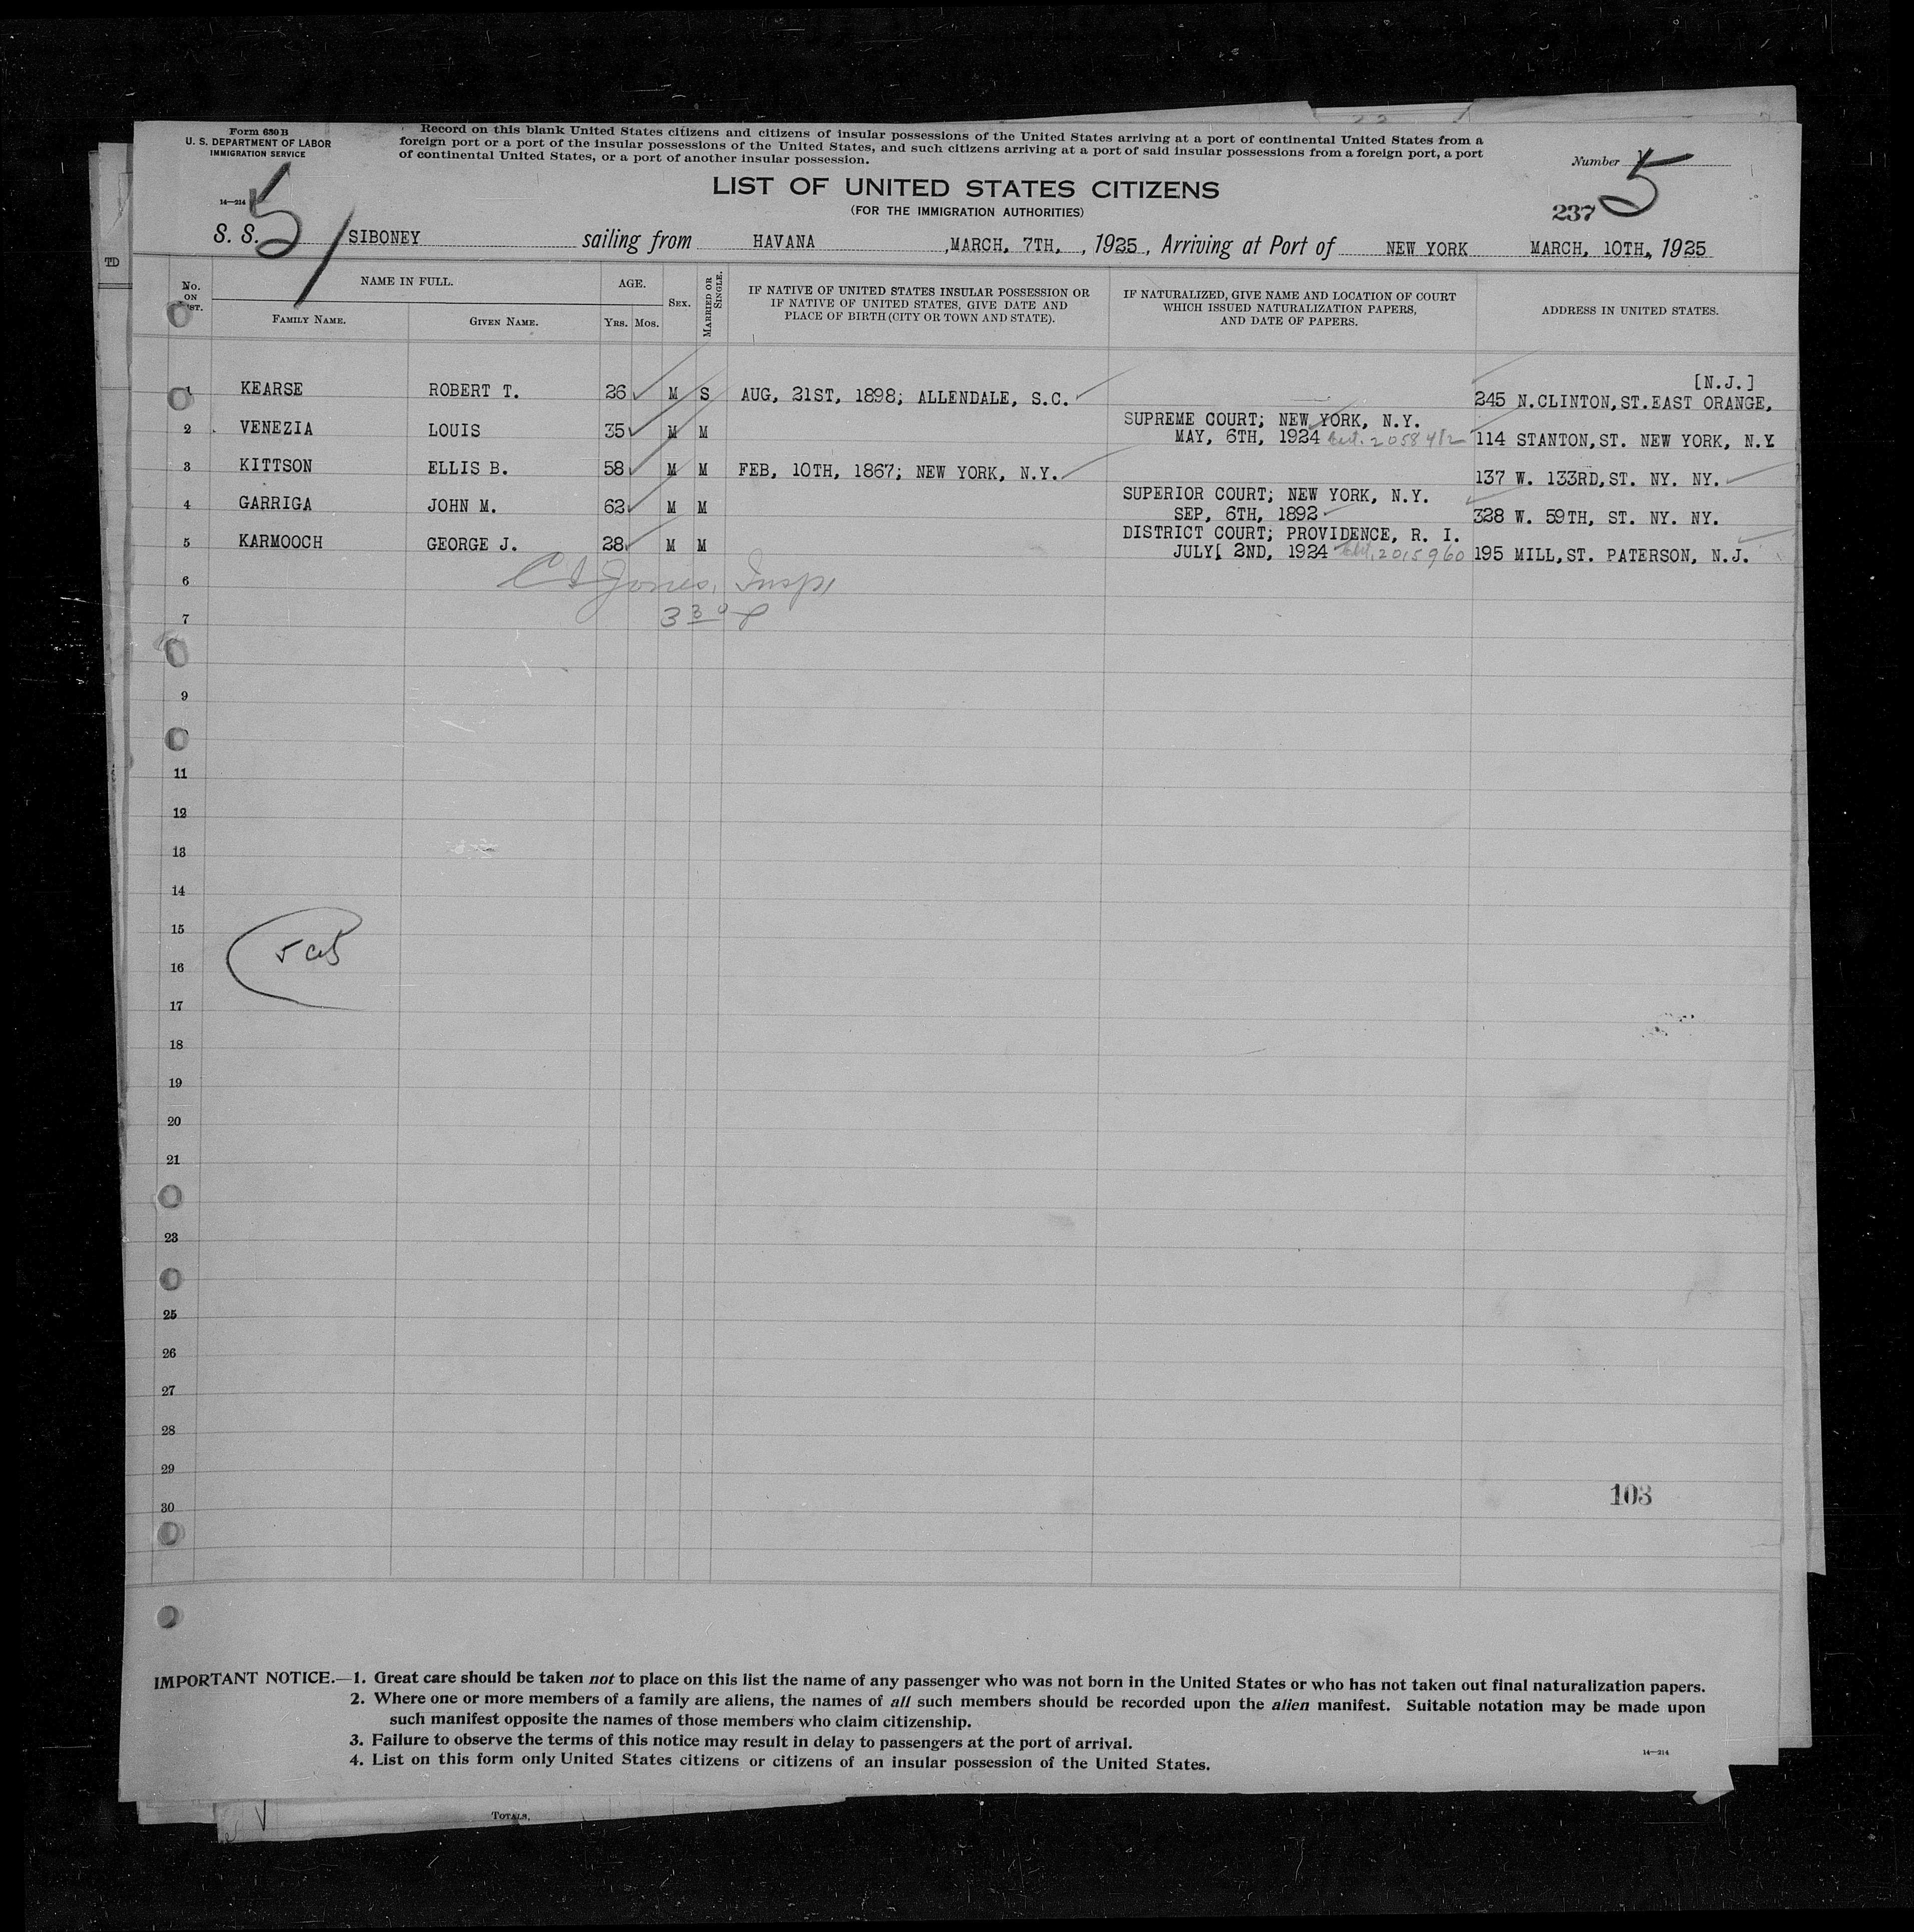 Form 630 B
U. S. DEPARTMENT OF LABOR
IMMIGRATION SERVICE
14—214
Record on this blank United States citizens and citizens of insular possessions of the United States arriving at a port of continental United States from a
foreign port or a port of the insular possessions of the United States, and such citizens arriving at a port of said insular possessions from a foreign port, a port
of continental United States, or a port of another insular possession.
Number
5
237
LIST OF UNITED STATES CITIZENS
(FOR THE IMMIGRATION AUTHORITIES)
5
S. S. SIBONEY sailing from HAVANA ,MARCH, 7TH, , 1925, Arriving at Port of NEW YORK MARCH, 10TH., 1925
TD
No. ON LIST. NAME IN FULL. AGE. SEX. MARRIED OR SINGLE. IF NATIVE OF UNITED STATES INSULAR POSSESSION OR IF NATIVE OF UNITED STATES, GIVE DATE AND PLACE OF BIRTH (CITY OR TOWN AND STATE). IF NATURALIZED, GIVE NAME AND LOCATION OF COURT WHICH ISSUED NATURALIZATION PAPERS, AND DATE OF PAPERS. ADDRESS IN UNITED STATES.
FAMILY NAME. GIVEN NAME. YRS. MOS.
[N.J.]
1 KEARSE ROBERT T. 26 M S AUG, 21ST, 1898; ALLENDALE, S.C. 245 N.CLINTON,ST.EAST ORANGE,
SUPREME COURT; NEW YORK, N.Y.
2 VENEZIA LOUIS 35 M M MAY, 6TH, 1924 Cert. 2058412 114 STANTON,ST. NEW YORK, N.Y.
3 KITTSON ELLIS B. 58 M M FEB, 10TH, 1867; NEW YORK, N.Y. 137 W. 133RD,ST. NY. NY.
SUPERIOR COURT; NEW YORK, N.Y.
4 GARRIGA JOHN M. 62 M M SEP, 6TH, 1892 328 W. 59TH, ST. NY. NY.
DISTRICT COURT; PROVIDENCE, R. I.
5 KARMOOCH GEORGE J. 28 M M JULY[ 2ND, 1924 2015960 195 MILL,ST. PATERSON, N.J.
6
Jones, Insp
7
9
11
12
13
14
15
16
17
18
19
20
21
23
25
26
27
28
29
30
103
IMPORTANT NOTICE.—1. Great care should be taken not to place on this list the name of any passenger who was not born in the United States or who has not taken out final naturalization papers.
2. Where one or more members of a family are aliens, the names of all such members should be recorded upon the alien manifest. Suitable notation may be made upon
such manifest opposite the names of those members who claim citizenship.
3. Failure to observe the terms of this notice may result in delay to passengers at the port of arrival.
4. List on this form only United States citizens or citizens of an insular possession of the United States.
14—214
TOTALS,